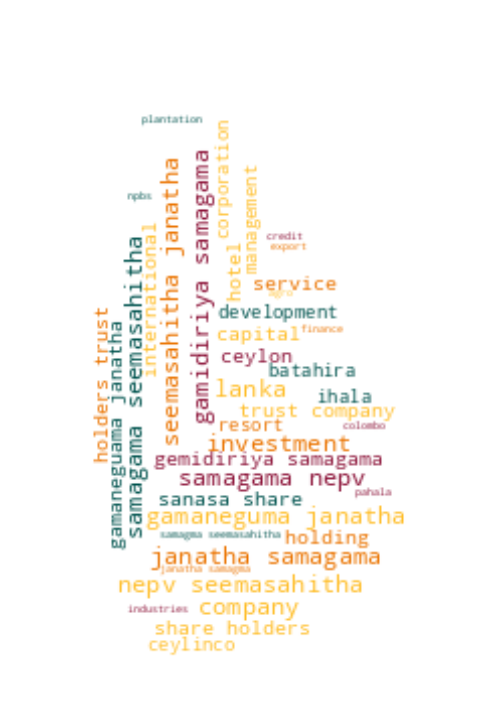 plantation
npbs
corporation
samagama
janatha
management
international
credit
export
seemasahitha
hotel
service
agro
gamidiriya
seemasahitha
development
holders trust
janatha
capital
finance
ceylon
batahira
lanka
ihala
trust company
resort
colombo
gamaneguama
samagama
investment
gemidiriya samagama
samagama nepv
pahala
sanasa share
gamaneguma janatha
samagma seemasahitha
holding
janatha samagama
janatha samagma
nepv seemasahitha
industries
company
share holders
ceylinco